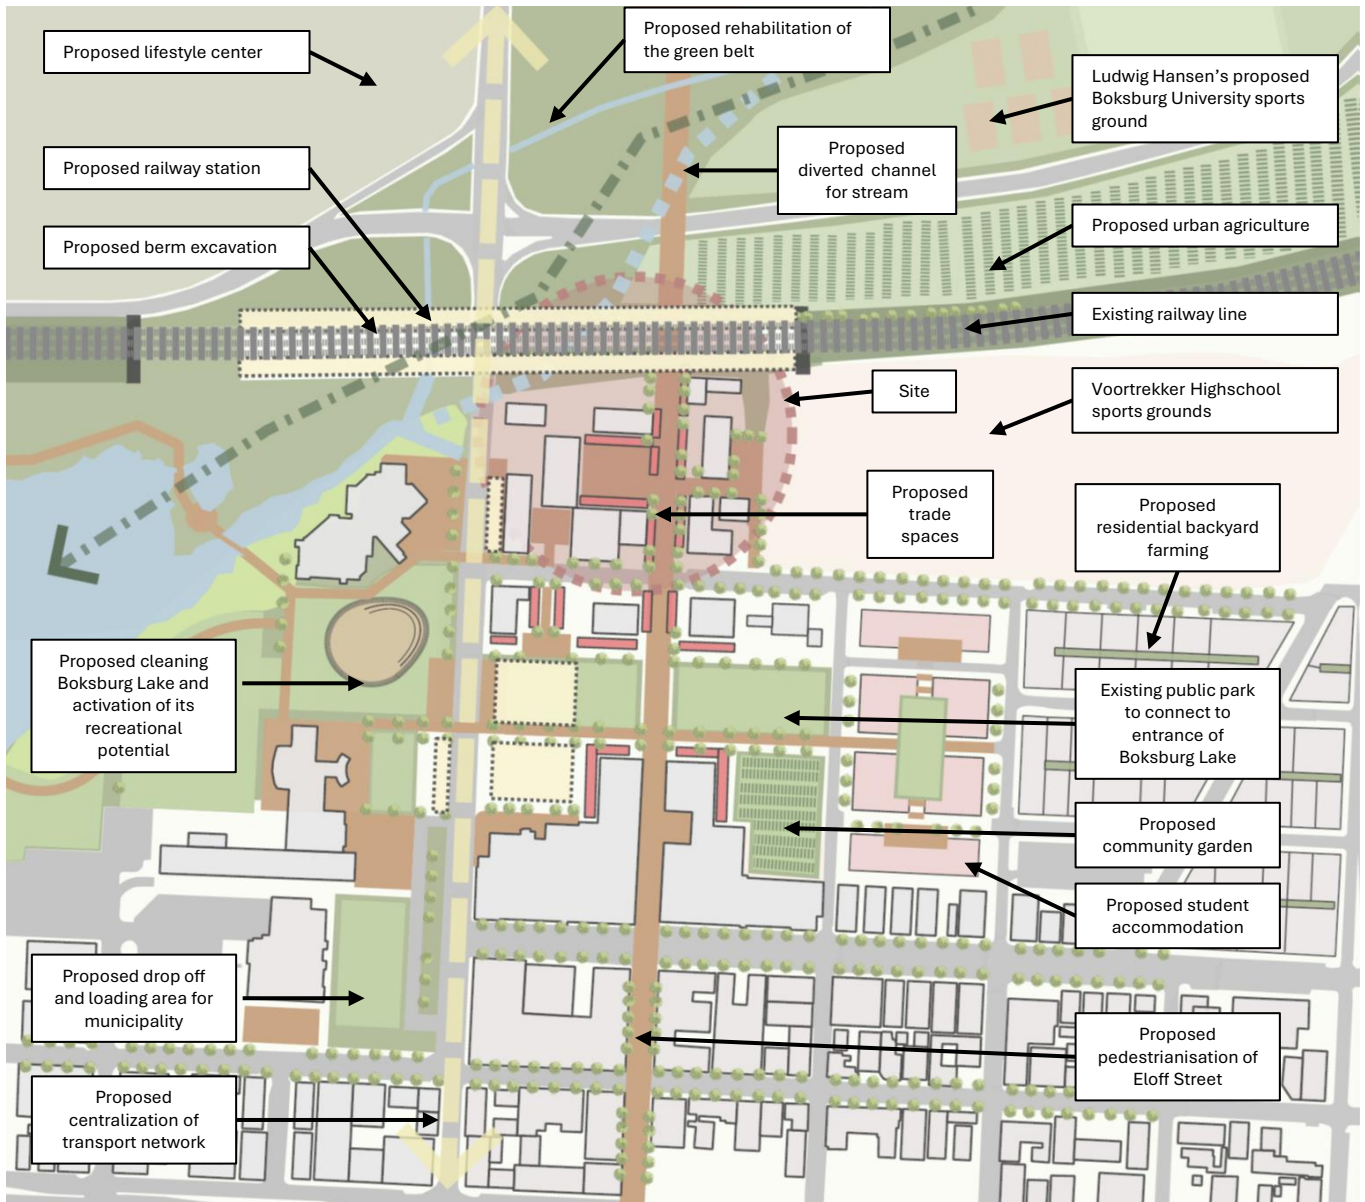 Proposed lifestyle center
Proposed rehabilitation of
the green belt
Ludwig Hansen's proposed
Boksburg University sports
ground
Proposed railway station
Proposed
diverted channel
for stream
Proposed berm excavation
Proposed urban agriculture
Existing railway line
Site
Voortrekker Highschool
sports grounds
Proposed
trade
spaces
Proposed
residential backyard
farming
Proposed cleaning
Boksburg Lake and
activation of its
recreational
potential
Existing public park
to connect to
entrance of
Boksburg Lake
Proposed
community garden
Proposed student
accommodation
Proposed drop off
and loading area for
municipality
Proposed
pedestrianisation of
Eloff Street
Proposed
centralization of
transport network